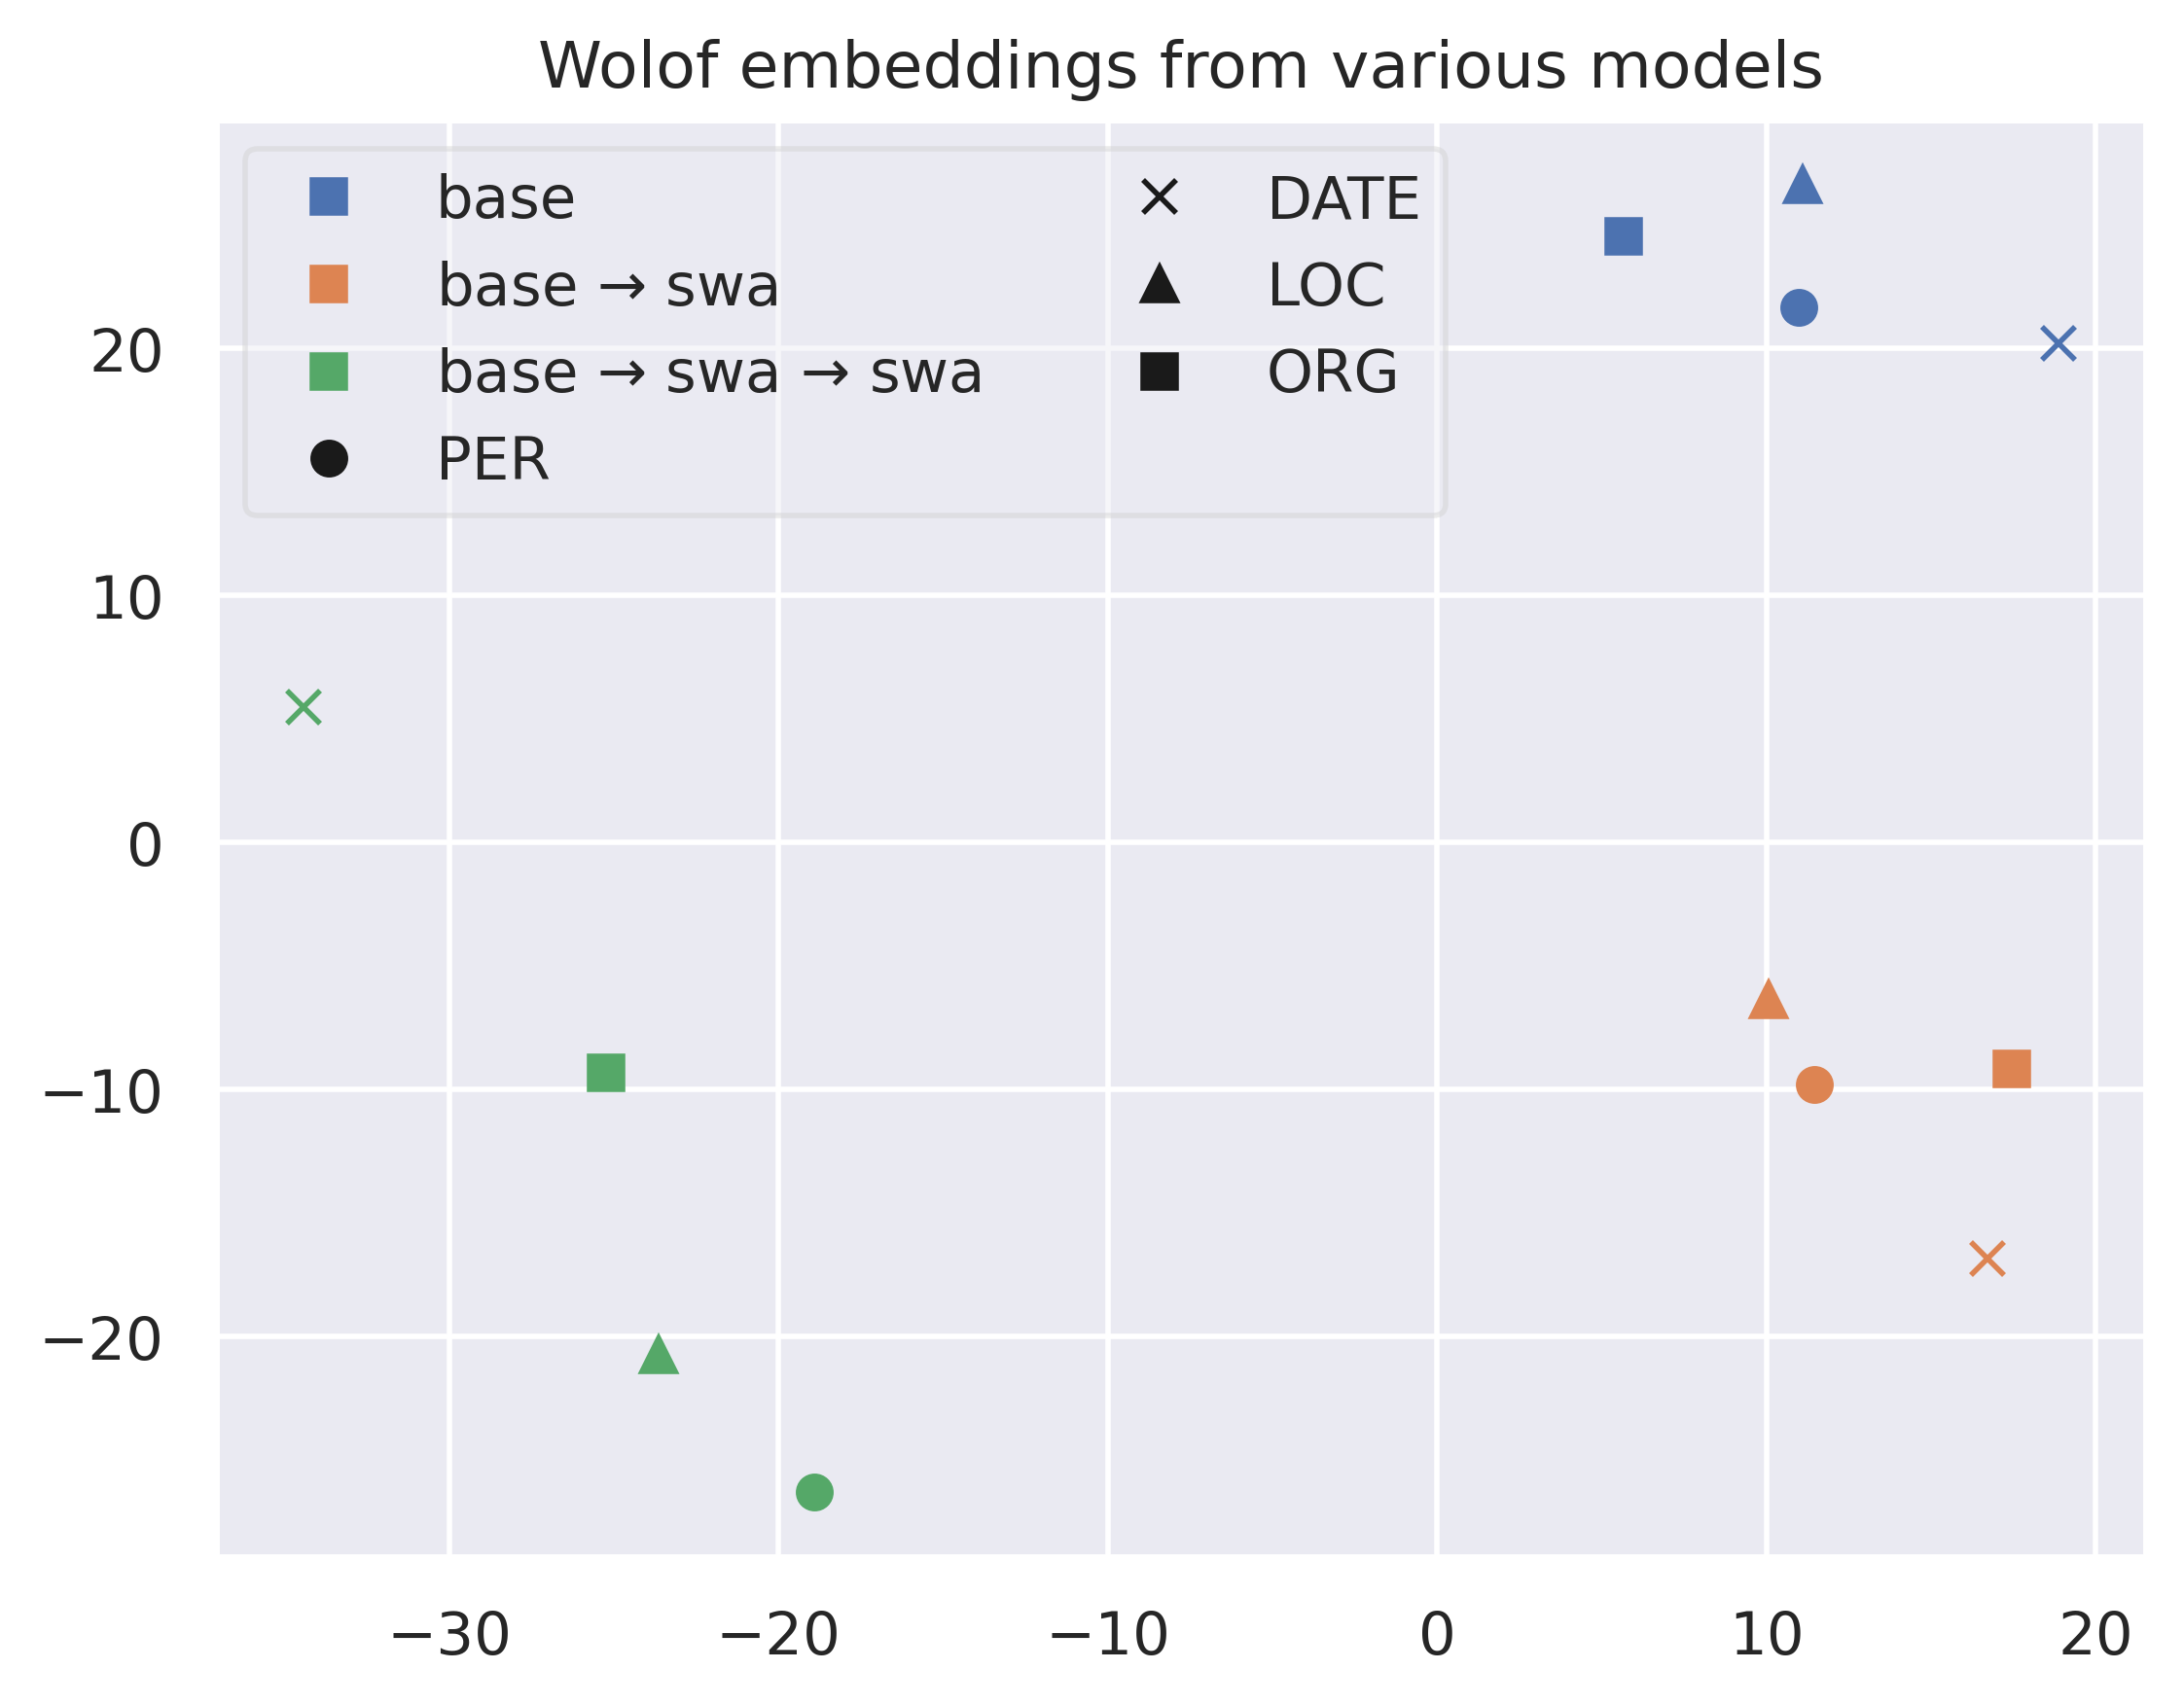 Wolof embeddings from various models
base
base → swa
base → swa → swa
PER
DATE
LOC
ORG
20
10
0
−10
−20
−30
−20
−10
0
10
20